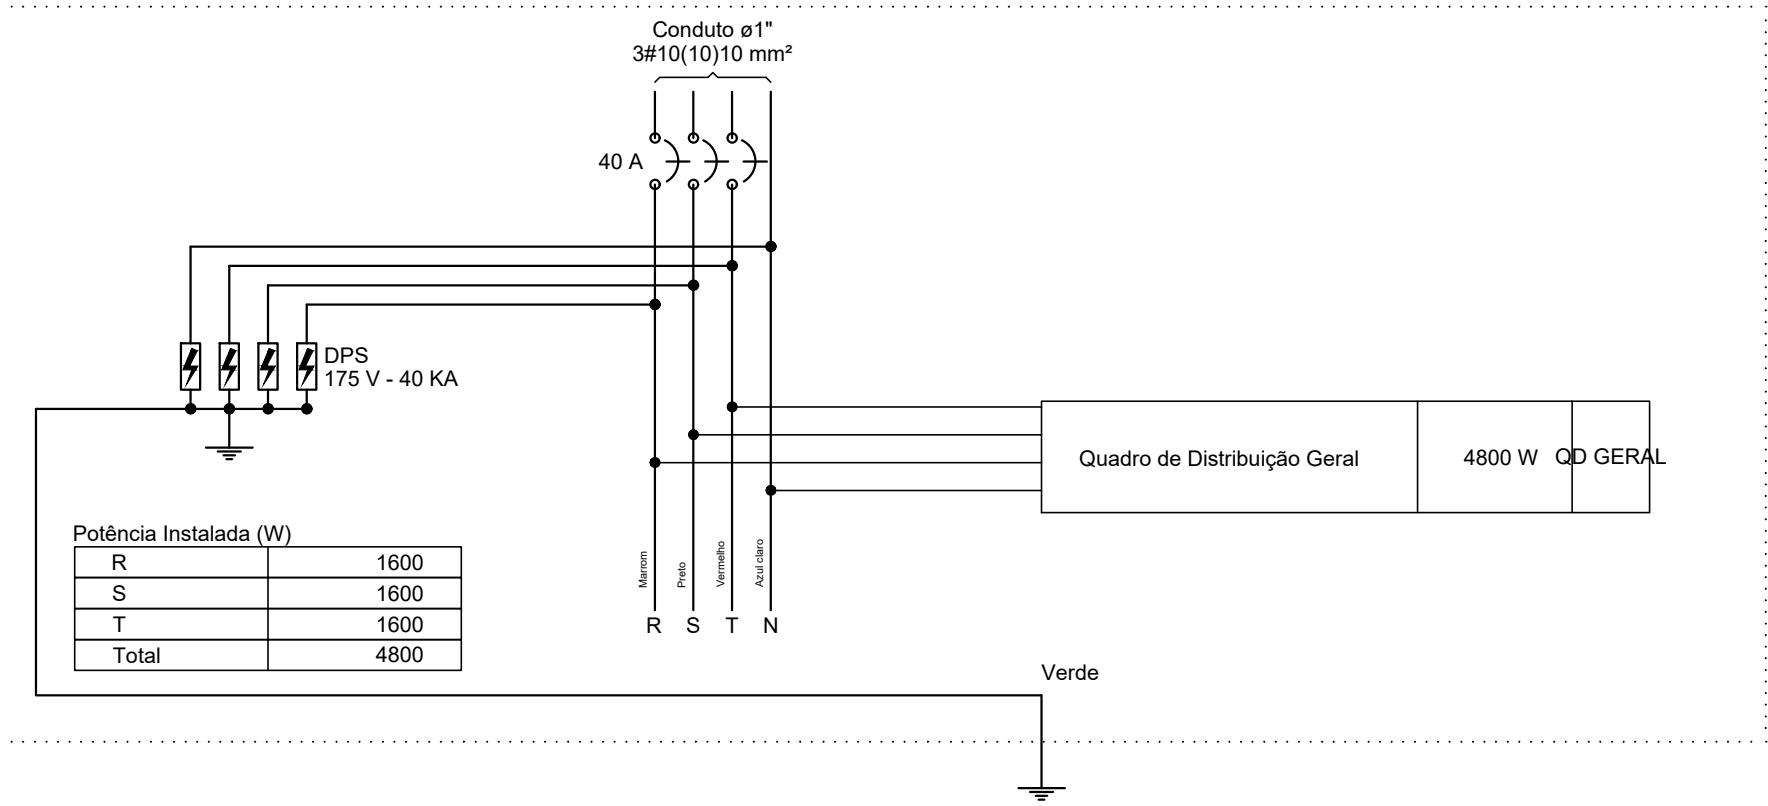 Conduto ø1"
3#10(10)10 mm²
40 A
DPS
175 V - 40 KA
Quadro de Distribuição Geral 4800 W QD GERAL
Potência Instalada (W)
R 1600
S 1600
T 1600
Total 4800
Marrom
Preto
Vermelho
Azul claro
R S T N
Verde